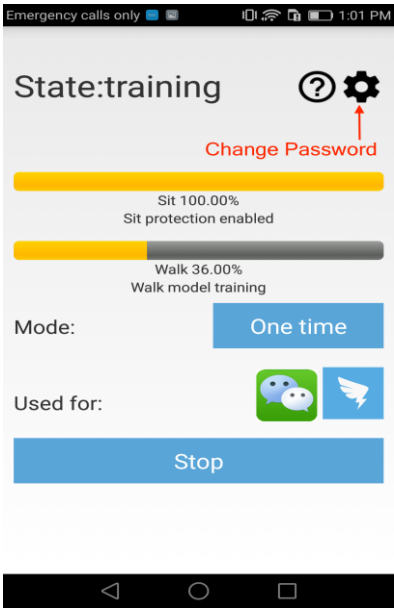 Emergency calls only 1:01 PM
State:training
Change Password
Sit 100.00%
Sit protection enabled
Walk 36.00%
Walk model training
Mode: One time
Used for:
Stop